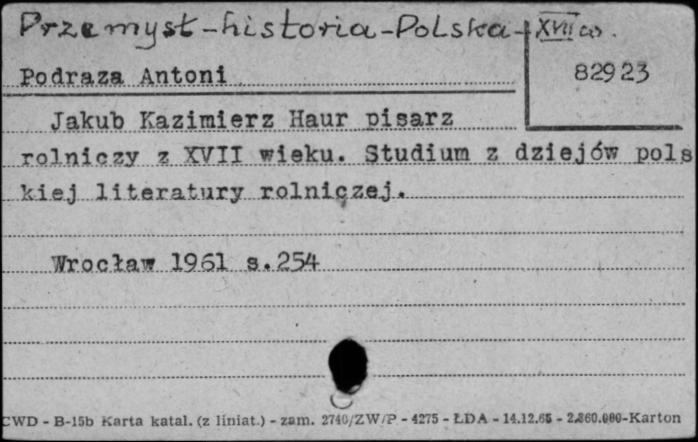 Przemysł-historia-Polska-XVII w.
82923
Podraza Antoni
Jakub Kazimierz Haur pisarz
rolniczy z XVII wieku. Studium z dziejów pols
kiej literatury rolniczej.
Wrocław 1961 s.254
CWD - B-15b Karta katal. (z liniat.) - zam. 2740/ZW/P - 4275 - ŁDA - 14.12.65 - 2.860.000-Karton